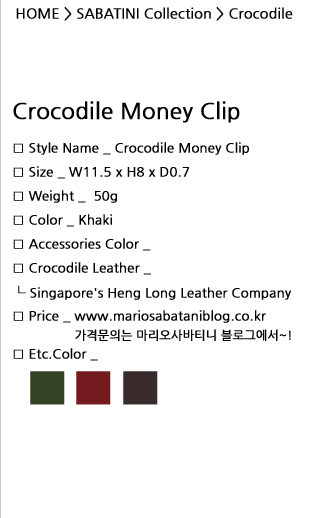 HOME > SABATINI Collection > Crocodile
Crocodile Money Clip
□ Style Name _ Crocodile Money Clip
□ Size _ W11.5 x H8 x D0.7
□ Weight _ 50g
□ Color _ Khaki
□ Accessories Color _
□ Crocodile Leather _
└ Singapore's Heng Long Leather Company
□ Price _ www.mariosabataniblog.co.kr
가격문의는 마리오사바티니 블로그에서~!
□ Etc.Color _